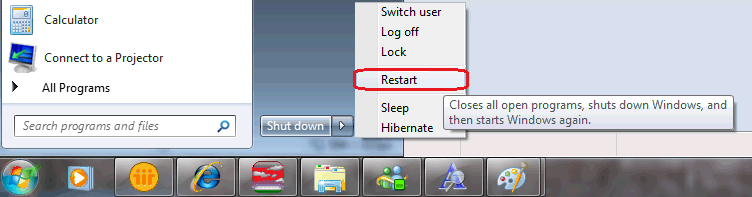 Calculator
Connect to a Projector
All Programs
Search programs and files
Shut down
Switch user
Log off
Lock
Restart
Sleep
Hibernate
Closes all open programs, shuts down Windows, and
then starts Windows again.